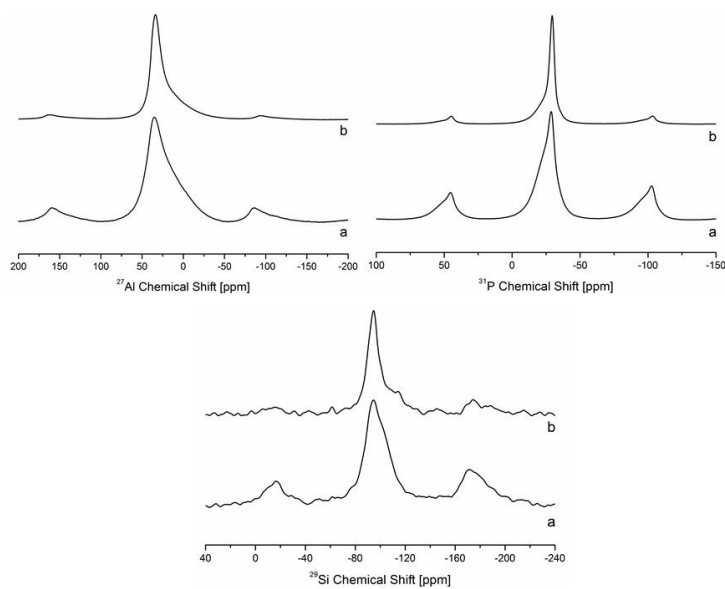 b
a
200 150 100 50 0 -50 -100 -150 -200
27Al Chemical Shift [ppm]
b
a
100 50 0 -50 -100 -150
31P Chemical Shift [ppm]
b
a
40 0 -40 -80 -120 -160 -200 -240
29Si Chemical Shift [ppm]